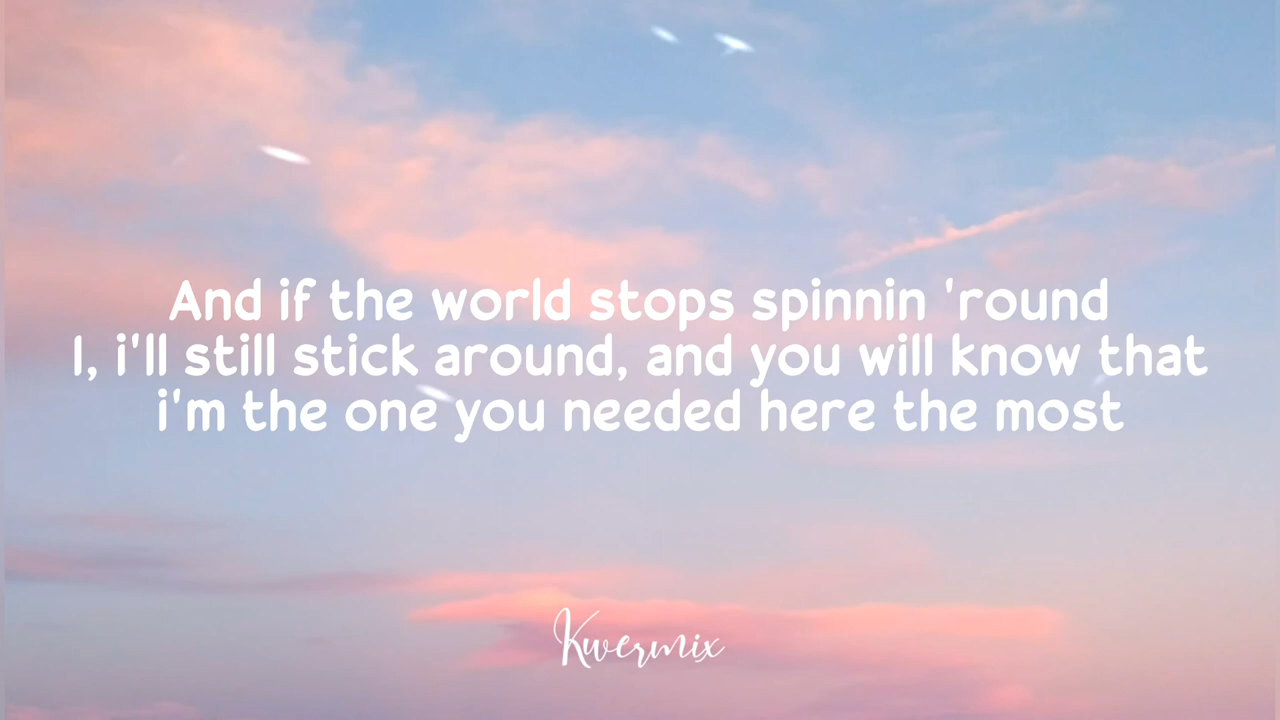 And if the world stops spinnin 'round
I, i'll still stick around, and you will know that
i'm the one you needed here the most
Kwermix